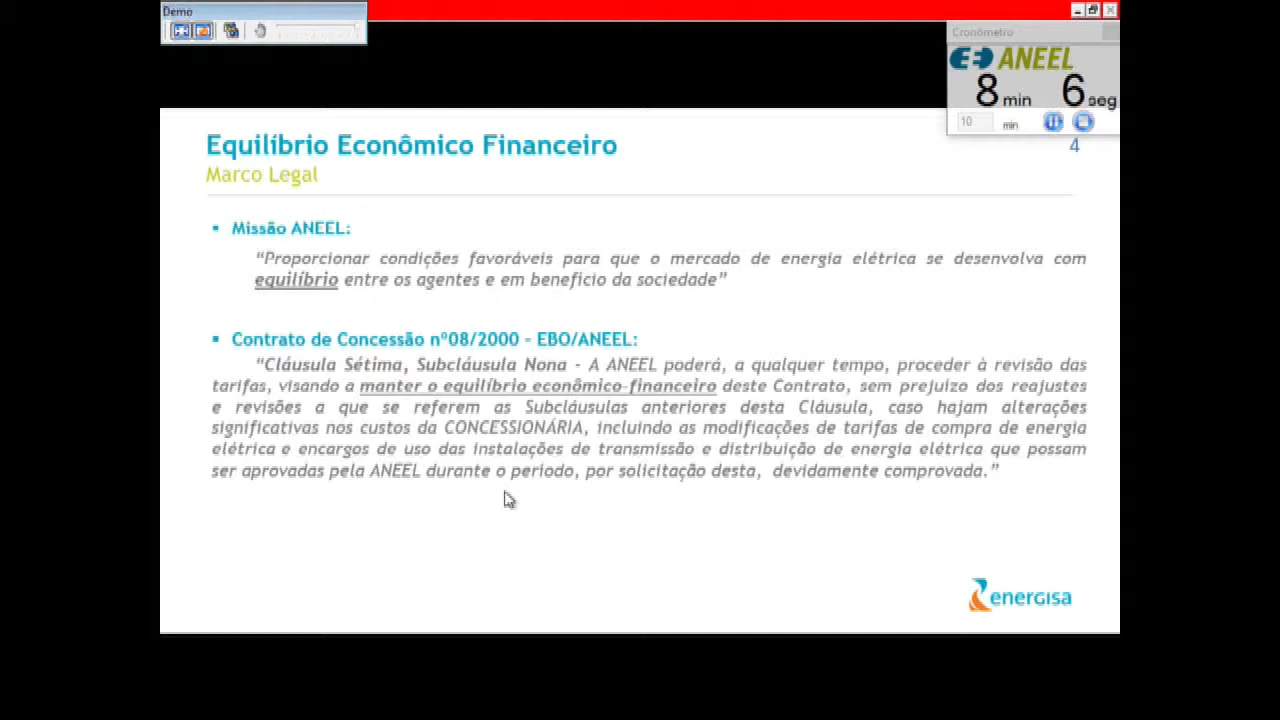 Demo
Cronômetro
ANEEL
8 min 6 seg
10 min
Equilíbrio Econômico Financeiro
4
Marco Legal
▪ Missão ANEEL:
“Proporcionar condições favoráveis para que o mercado de energia elétrica se desenvolva com
equilíbrio entre os agentes e em benefício da sociedade”
▪ Contrato de Concessão nº08/2000 – EBO/ANEEL:
“Cláusula Sétima, Subcláusula Nona - A ANEEL poderá, a qualquer tempo, proceder à revisão das
tarifas, visando a manter o equilíbrio econômico-financeiro deste Contrato, sem prejuízo dos reajustes
e revisões a que se referem as Subcláusulas anteriores desta Cláusula, caso hajam alterações
significativas nos custos da CONCESSIONÁRIA, incluindo as modificações de tarifas de compra de energia
elétrica e encargos de uso das instalações de transmissão e distribuição de energia elétrica que possam
ser aprovadas pela ANEEL durante o período, por solicitação desta, devidamente comprovada.”
energisa